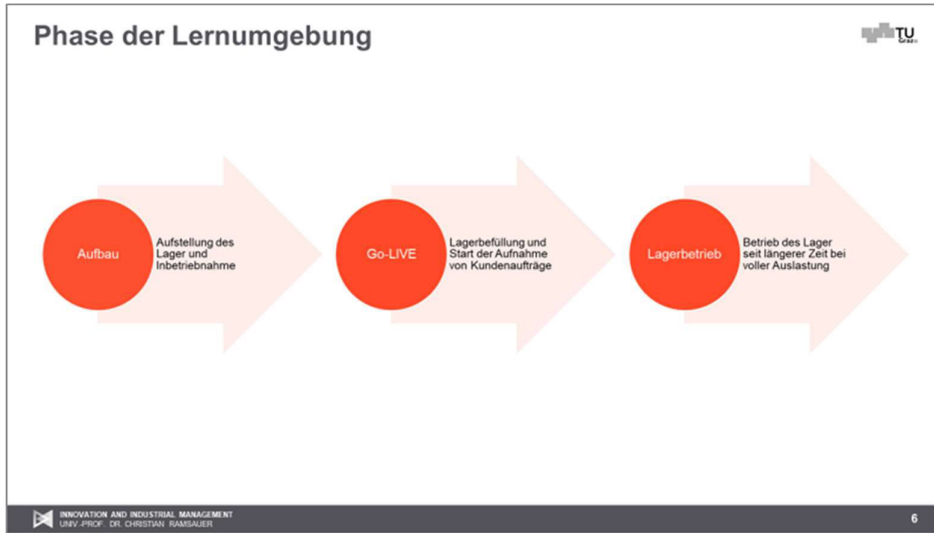 Phase der Lernumgebung
TU
Graz
Aufbau
Aufstellung des
Lager und
Inbetriebnahme
Go-LIVE
Lagerbefüllung und
Start der Aufnahme
von Kundenaufträge
Lagerbetrieb
Betrieb des Lager
seit längerer Zeit bei
voller Auslastung
INNOVATION AND INDUSTRIAL MANAGEMENT
UNIV.-PROF. DR. CHRISTIAN RAMSAUER
6